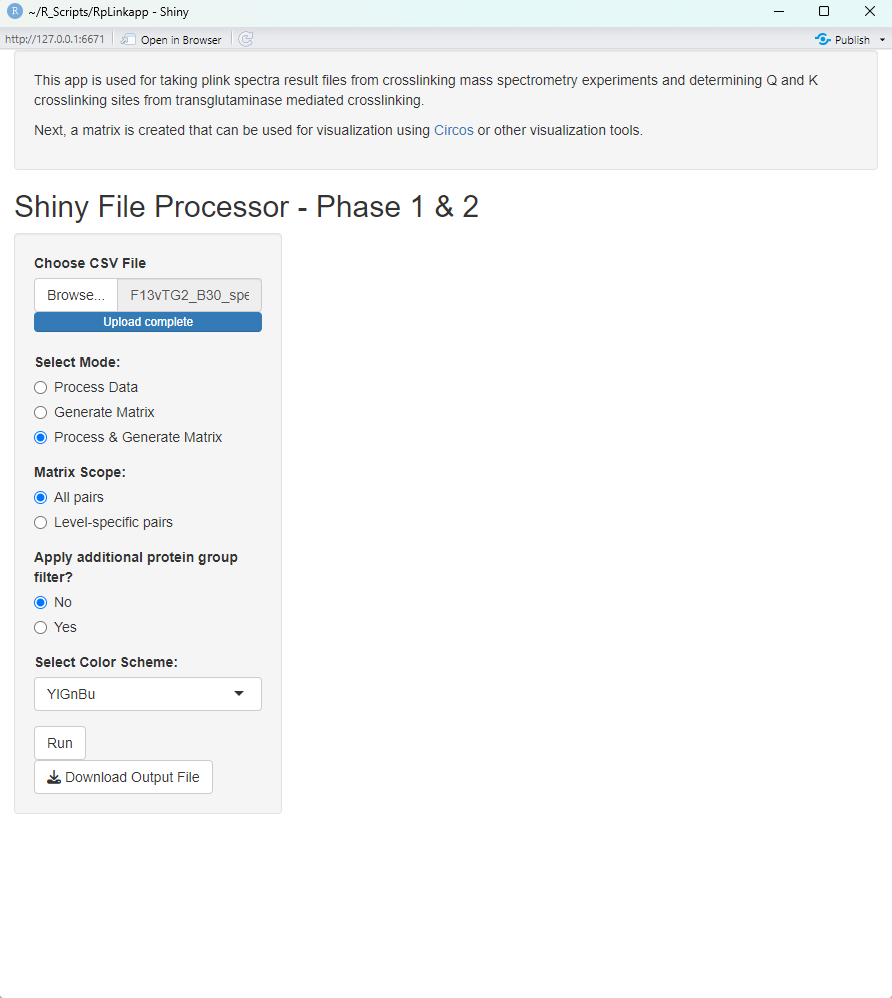 R ~/R_Scripts/RpLinkapp - Shiny
http://127.0.0.1:6671 Open in Browser Publish
This app is used for taking plink spectra result files from crosslinking mass spectrometry experiments and determining Q and K
crosslinking sites from transglutaminase mediated crosslinking.
Next, a matrix is created that can be used for visualization using Circos or other visualization tools.
Shiny File Processor - Phase 1 & 2
Choose CSV File
Browse... F13vTG2_B30_spe
Upload complete
Select Mode:
Process Data
Generate Matrix
Process & Generate Matrix
Matrix Scope:
All pairs
Level-specific pairs
Apply additional protein group
filter?
No
Yes
Select Color Scheme:
YlGnBu
Run
Download Output File